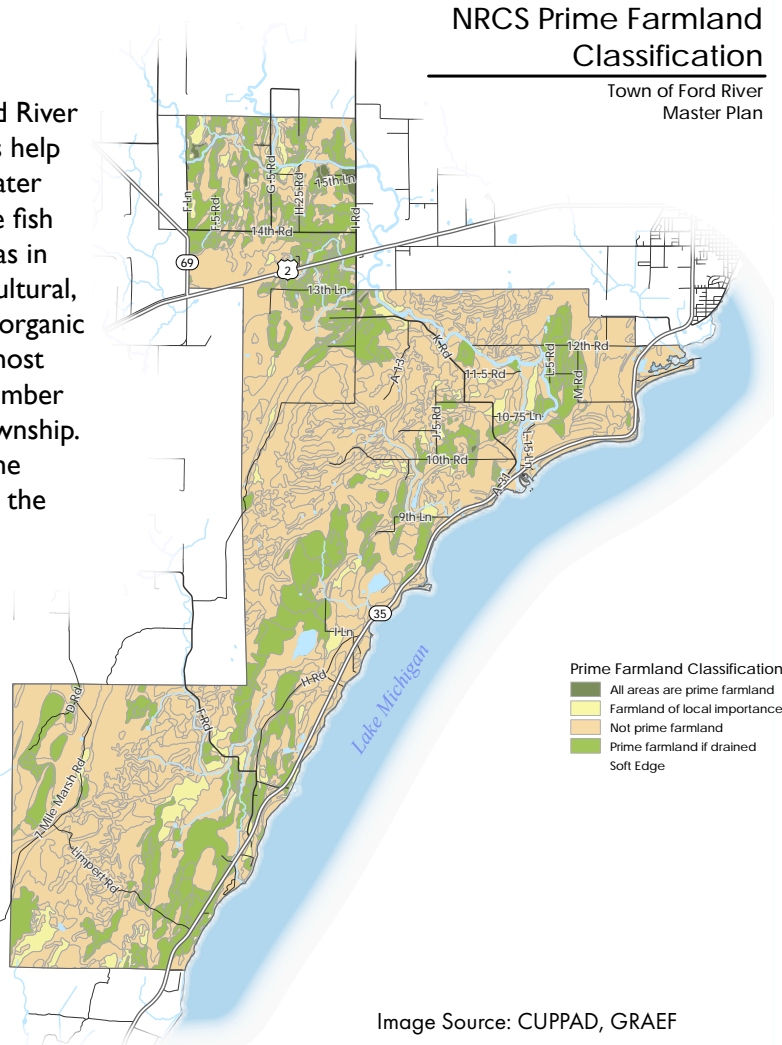 NRCS Prime Farmland
Classification
Town of Ford River
Master Plan
d River
s help
ater
e fish
as in
ultural,
organic
nost
mber
wnship.
ne
the
F Ln
F.5 Rd
G.5 Rd
H.25 Rd
15th Ln
I Rd
14th Rd
69
2
13th Ln
K Rd
A 13
12th Rd
L.5 Rd
M Rd
11.5 Rd
J.5 Rd
10.75 Ln
L.15 Ln
10th Rd
9th Ln
35
I Ln
H Rd
F Rd
D Rd
7 Mile Marsh Rd
Limpert Rd
Lake Michigan
Prime Farmland Classification
All areas are prime farmland
Farmland of local importance
Not prime farmland
Prime farmland if drained
Soft Edge
Image Source: CUPPAD, GRAEF